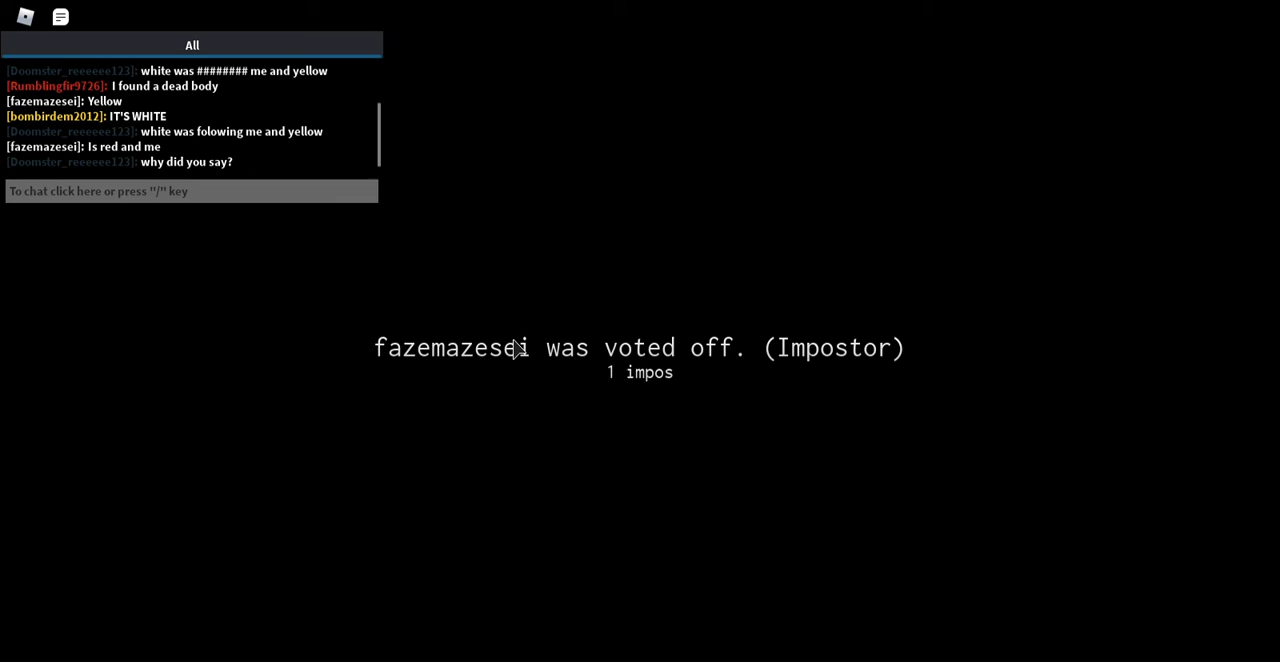 All
[Doomster_reeeeee123]: white was ######## me and yellow
[Rumblingfir9726]: I found a dead body
[fazemazesei]: Yellow
[bombirdem2012]: IT'S WHITE
[Doomster_reeeeee123]: white was folowing me and yellow
[fazemazesei]: Is red and me
[Doomster_reeeeee123]: why did you say?
To chat click here or press "/" key
fazemazesei was voted off. (Impostor)
1 impos